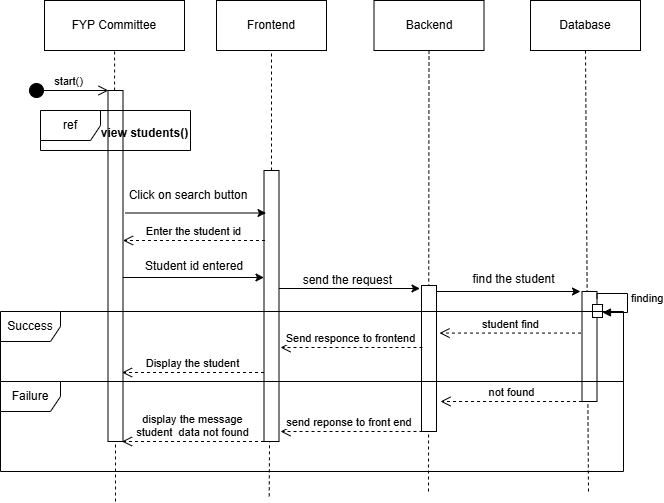 FYP Committee
Frontend
Backend
Database
start()
ref
view students()
Click on search button
Enter the student id
Student id entered
send the request
find the student
finding
Success
student find
Send responce to frontend
Display the student
Failure
not found
display the message
student data not found
send reponse to front end